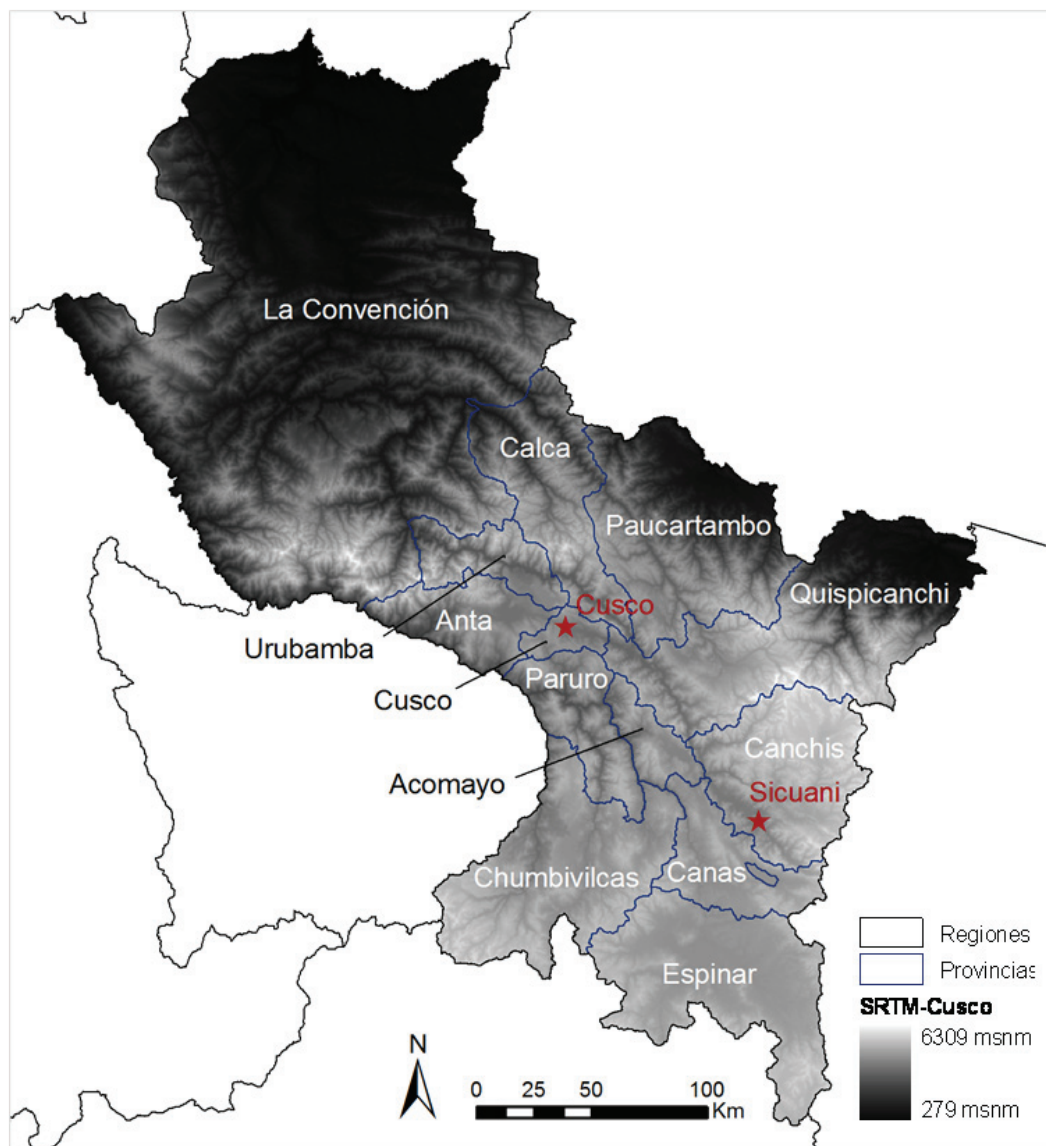 La Convención
Calca
Paucartambo
Quispicanchi
Cusco
Anta
Urubamba
Paruro
Cusco
Canchis
Acomayo
Sicuani
Canas
Chumbivilcas
Espinar
Regiones
Provincias
SRTM-Cusco
6309 msnm
279 msnm
N
0 25 50 100
Km